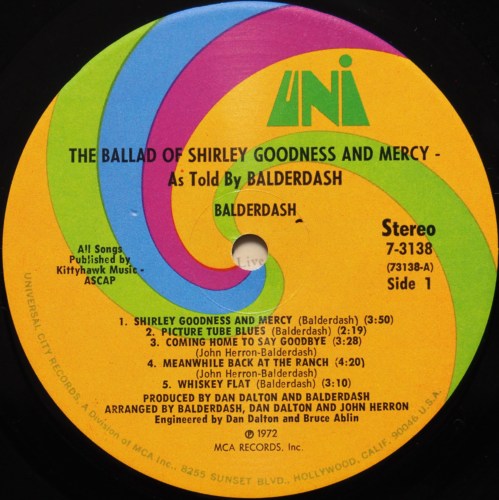 UNI
THE BALLAD OF SHIRLEY GOODNESS AND MERCY -
As Told By BALDERDASH
BALDERDASH
Stereo
7-3138
(73138-A)
Side 1
All Songs
Published by
Kittyhawk Music -
ASCAP
Live
1. SHIRLEY GOODNESS AND MERCY (Balderdash) (3:50)
2. PICTURE TUBE BLUES (Balderdash) (2:19)
3. COMING HOME TO SAY GOODBYE (3:28)
(John Herron-Balderdash)
4. MEANWHILE BACK AT THE RANCH (4:20)
(John Herron-Balderdash)
5. WHISKEY FLAT (Balderdash) (3:10)
PRODUCED BY DAN DALTON AND BALDERDASH
ARRANGED BY BALDERDASH, DAN DALTON AND JOHN HERRON
Engineered by Dan Dalton and Bruce Ablin
℗ 1972
MCA RECORDS, Inc.
UNIVERSAL CITY RECORDS, A Division of MCA Inc., 8255 SUNSET BLVD., HOLLYWOOD, CALIF. 90046 U.S.A.